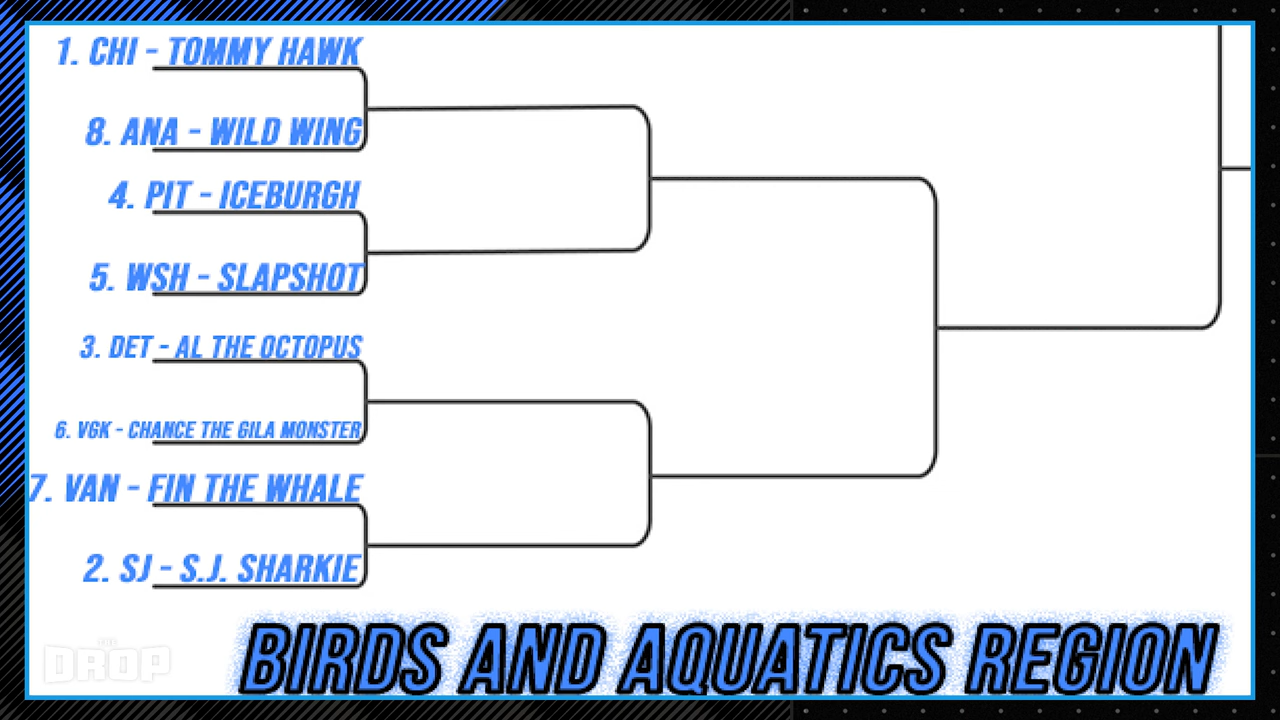 1. CHI - TOMMY HAWK
8. ANA - WILD WING
4. PIT - ICEBURGH
5. WSH - SLAPSHOT
3. DET - AL THE OCTOPUS
6. VGK - CHANCE THE GILA MONSTER
7. VAN - FIN THE WHALE
2. SJ - S.J. SHARKIE
THE
DROP
BIRDS AND AQUATICS REGION